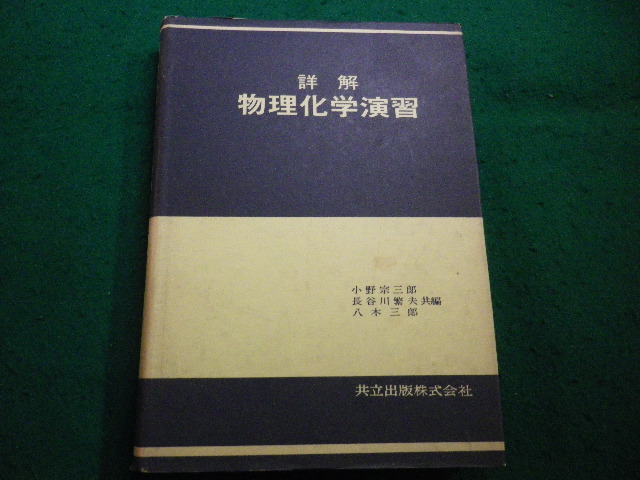 詳解
物理化学演習
小野宗三郎
長谷川繁夫共編
八木三郎
共立出版株式会社